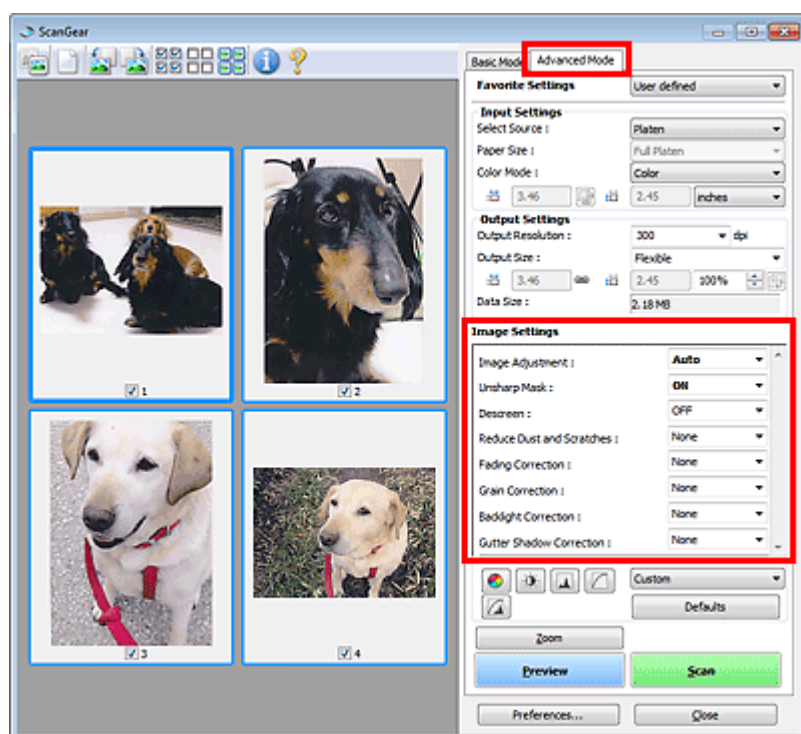 ScanGear
Basic Mode Advanced Mode
Favorite Settings User defined
Input Settings
Select Source : Platen
Paper Size : Full Platen
Color Mode : Color
3.46 2.45 inches
Output Settings
Output Resolution : 300 dpi
Output Size : Flexible
3.46 2.45 100%
Data Size : 2.18 MB
Image Settings
Image Adjustment : Auto
Unsharp Mask : ON
Descreen : OFF
Reduce Dust and Scratches : None
Fading Correction : None
Grain Correction : None
Backlight Correction : None
Gutter Shadow Correction : None
Custom
Defaults
Zoom
Preview Scan
Preferences... Close
1 2
3 4